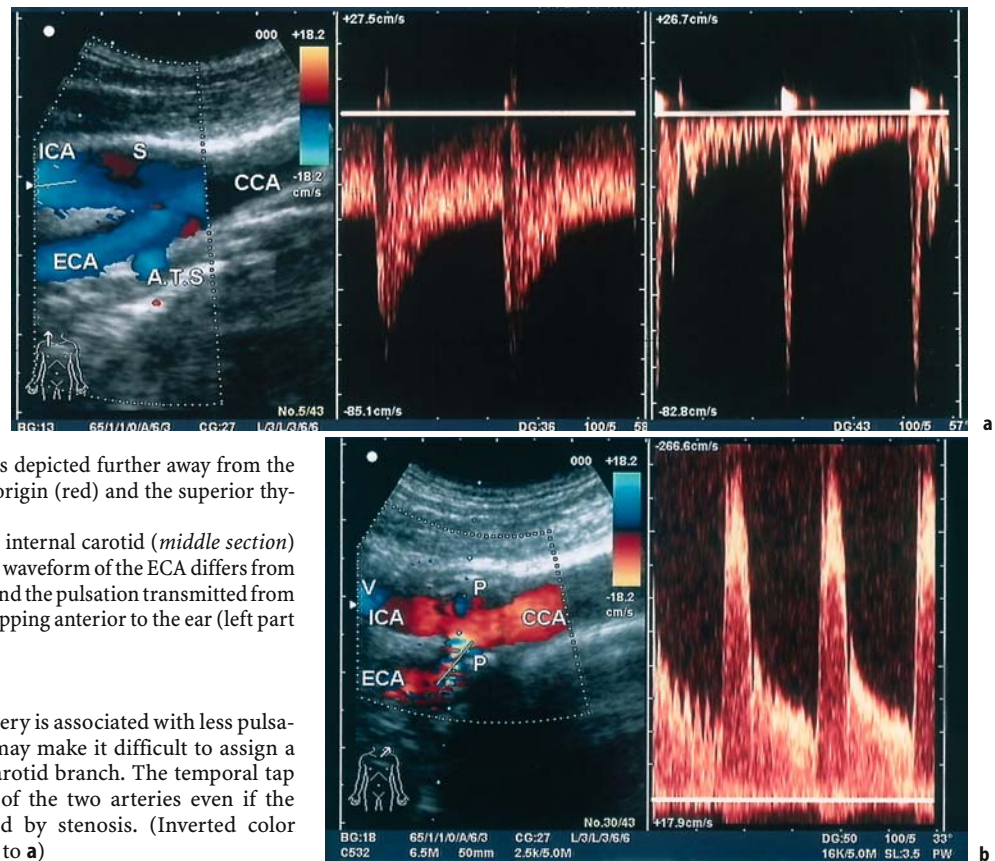 +27.5cm/s
+26.7cm/s
000 +18.2
ICA
S
-18.2
cm/s
CCA
ECA
A.T.S
No.5/43
-85.1cm/s
-82.8cm/s
BG:13 65/1/1/0/A/6/3 CG:27 L/3/L/3/6/6
DG:36 100/5 58
DG:43 100/5 57°
a
s depicted further away from the
origin (red) and the superior thy-
internal carotid (middle section)
waveform of the ECA differs from
nd the pulsation transmitted from
pping anterior to the ear (left part
ery is associated with less pulsa-
may make it difficult to assign a
arotid branch. The temporal tap
of the two arteries even if the
d by stenosis. (Inverted color
to a)
000 +18.2
-266.6cm/s
V
P
-18.2
cm/s
ICA
CCA
ECA
P
No.30/43
+17.9cm/s
BG:18 65/1/1/0/A/6/3 CG:27 L/3/L/3/6/6
DG:50 100/5 33°
C532 6.5M 50mm 2.5k/5.0M
16K/5.0M SL:3.5 PW
b